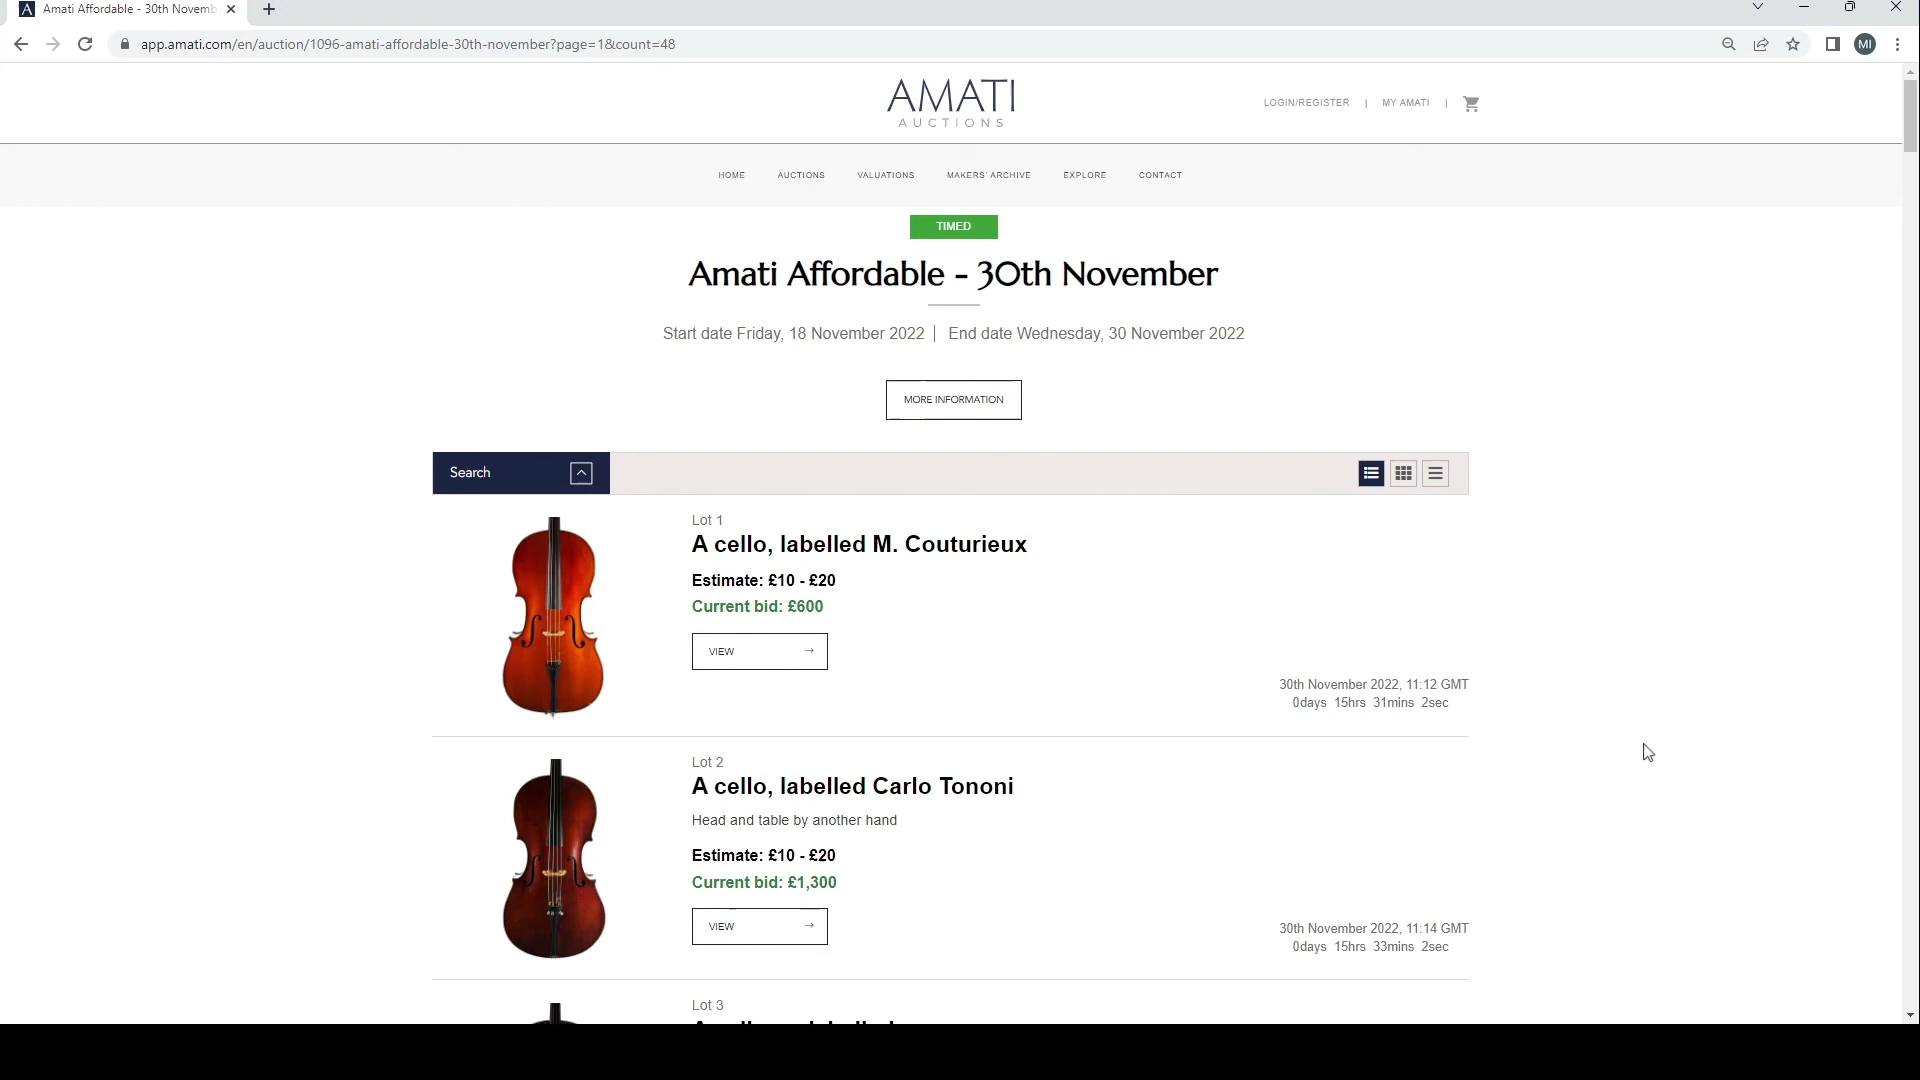 Amati Affordable - 30th Novemb
app.amati.com/en/auction/1096-amati-affordable-30th-november?page=1&count=48
MI
AMATI
AUCTIONS
LOGIN/REGISTER | MY AMATI |
HOME AUCTIONS VALUATIONS MAKERS' ARCHIVE EXPLORE CONTACT
TIMED
Amati Affordable - 30th November
Start date Friday, 18 November 2022 | End date Wednesday, 30 November 2022
MORE INFORMATION
Search
Lot 1
A cello, labelled M. Couturieux
Estimate: £10 - £20
Current bid: £600
VIEW →
30th November 2022, 11:12 GMT
0days 15hrs 31mins 2sec
Lot 2
A cello, labelled Carlo Tononi
Head and table by another hand
Estimate: £10 - £20
Current bid: £1,300
VIEW →
30th November 2022, 11:14 GMT
0days 15hrs 33mins 2sec
Lot 3